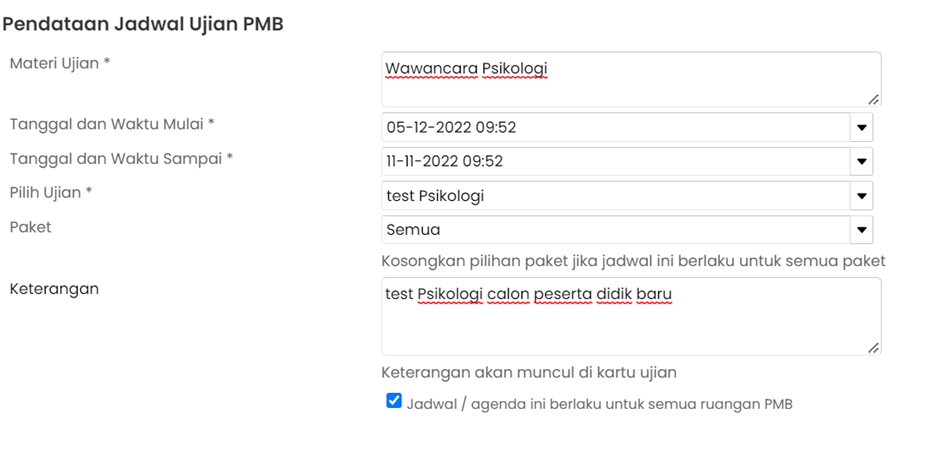 Pendataan Jadwal Ujian PMB
Materi Ujian *
Wawancara Psikologi
Tanggal dan Waktu Mulai *
05-12-2022 09:52
Tanggal dan Waktu Sampai *
11-11-2022 09:52
Pilih Ujian *
test Psikologi
Paket
Semua
Kosongkan pilihan paket jika jadwal ini berlaku untuk semua paket
Keterangan
test Psikologi calon peserta didik baru
Keterangan akan muncul di kartu ujian
Jadwal / agenda ini berlaku untuk semua ruangan PMB